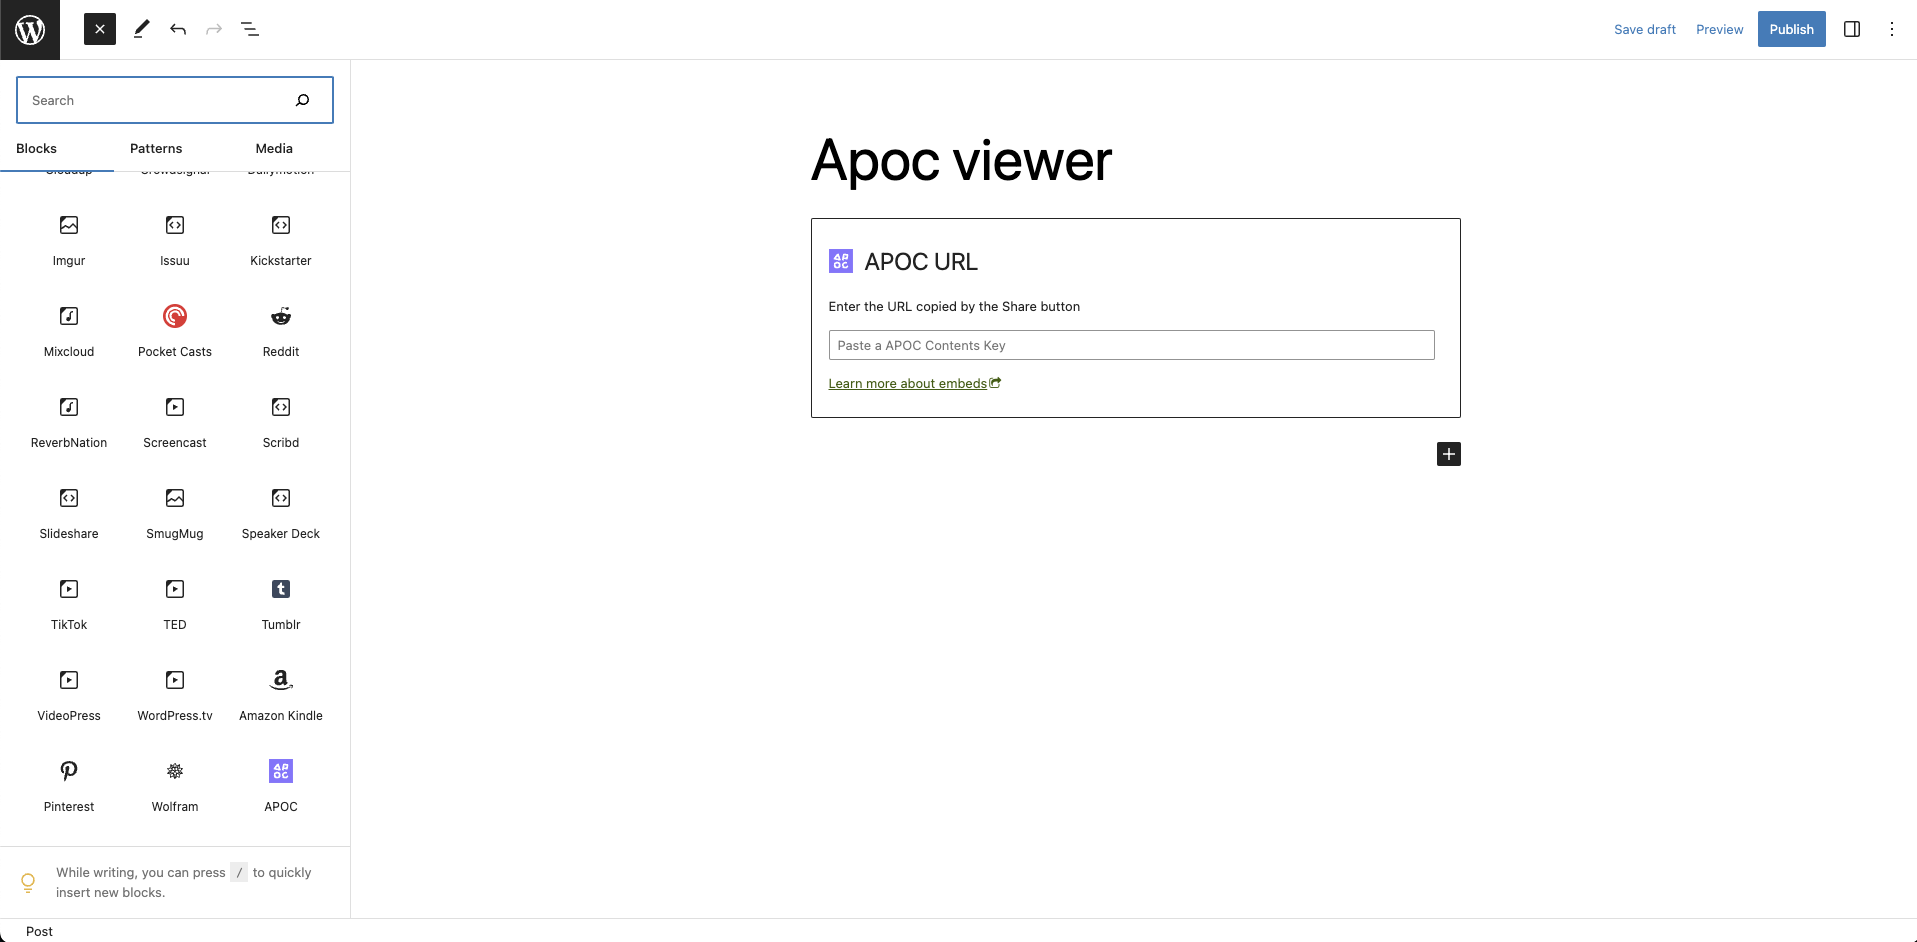 Save draft
Preview
Publish
Search
Blocks
Patterns
Media
Cloudup
Crowdsignal
Dailymotion
Imgur
Issuu
Kickstarter
Mixcloud
Pocket Casts
Reddit
ReverbNation
Screencast
Scribd
Slideshare
SmugMug
Speaker Deck
TikTok
TED
Tumblr
VideoPress
WordPress.tv
Amazon Kindle
Pinterest
Wolfram
APOC
While writing, you can press / to quickly
insert new blocks.
Apoc viewer
APOC URL
Enter the URL copied by the Share button
Paste a APOC Contents Key
Learn more about embeds
Post